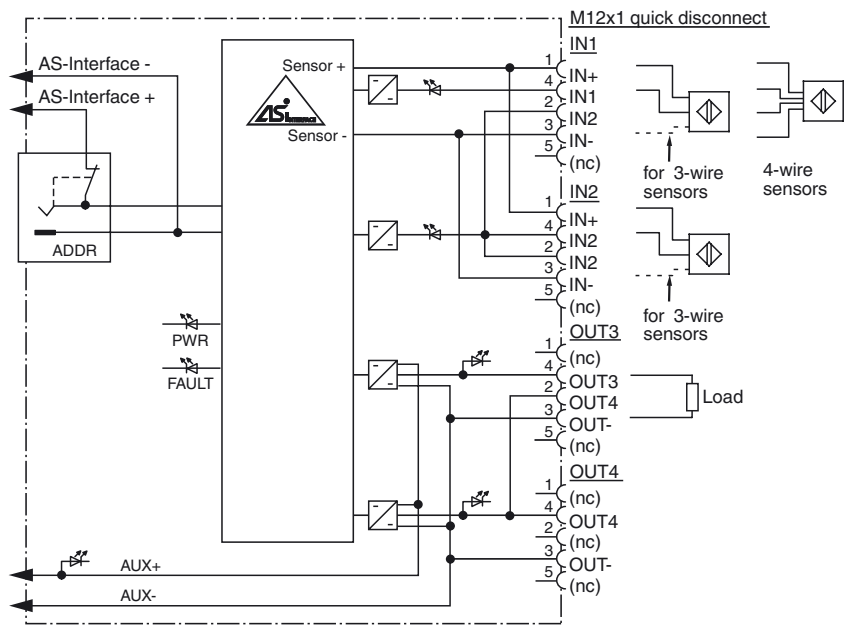 M12x1 quick disconnect
IN1
AS-Interface -
AS-Interface +
Sensor +
ASi
INTERFACE
Sensor -
1
IN+
4
IN1
2
IN2
3
IN-
5
(nc)
for 3-wire
sensors
4-wire
sensors
ADDR
IN2
1
IN+
4
IN2
2
IN2
3
IN-
5
(nc)
for 3-wire
sensors
PWR
FAULT
OUT3
1
(nc)
4
OUT3
2
OUT4
3
OUT-
5
(nc)
Load
OUT4
1
(nc)
4
OUT4
2
(nc)
3
OUT-
5
(nc)
AUX+
AUX-